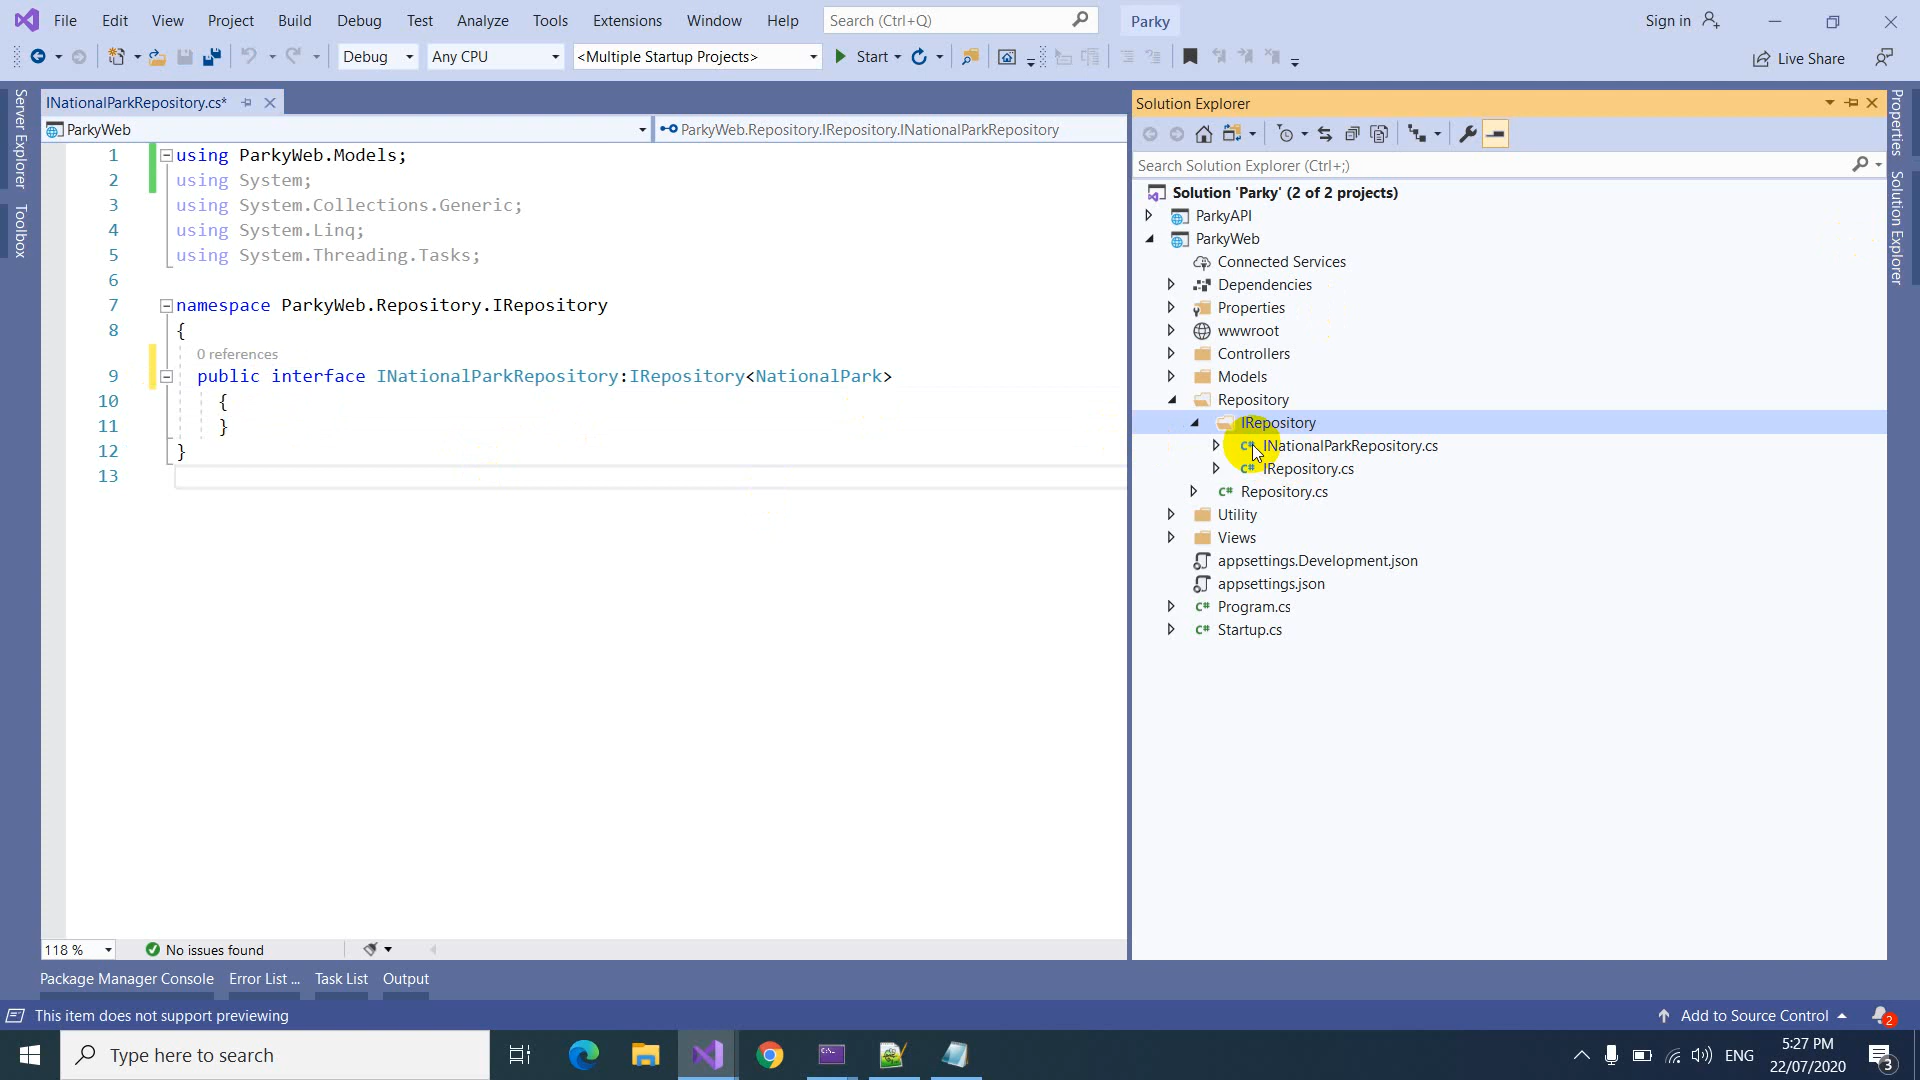 File Edit View Project Build Debug Test Analyze Tools Extensions Window Help Search (Ctrl+Q) Parky Sign in
Debug Any CPU <Multiple Startup Projects> Start Live Share
Server Explorer
Toolbox
INationalParkRepository.cs*
ParkyWeb ParkyWeb.Repository.IRepository.INationalParkRepository
1 using ParkyWeb.Models;
2 using System;
3 using System.Collections.Generic;
4 using System.Linq;
5 using System.Threading.Tasks;
6
7 namespace ParkyWeb.Repository.IRepository
8 {
0 references
9 public interface INationalParkRepository:IRepository<NationalPark>
10 {
11 }
12 }
13
118 % No issues found
Solution Explorer
Search Solution Explorer (Ctrl+;)
Solution 'Parky' (2 of 2 projects)
ParkyAPI
ParkyWeb
Connected Services
Dependencies
Properties
wwwroot
Controllers
Models
Repository
IRepository
C# INationalParkRepository.cs
C# IRepository.cs
C# Repository.cs
Utility
Views
appsettings.Development.json
appsettings.json
C# Program.cs
C# Startup.cs
Properties
Solution Explorer
Package Manager Console Error List ... Task List Output
This item does not support previewing Add to Source Control 2
Type here to search ENG 5:27 PM
22/07/2020 3